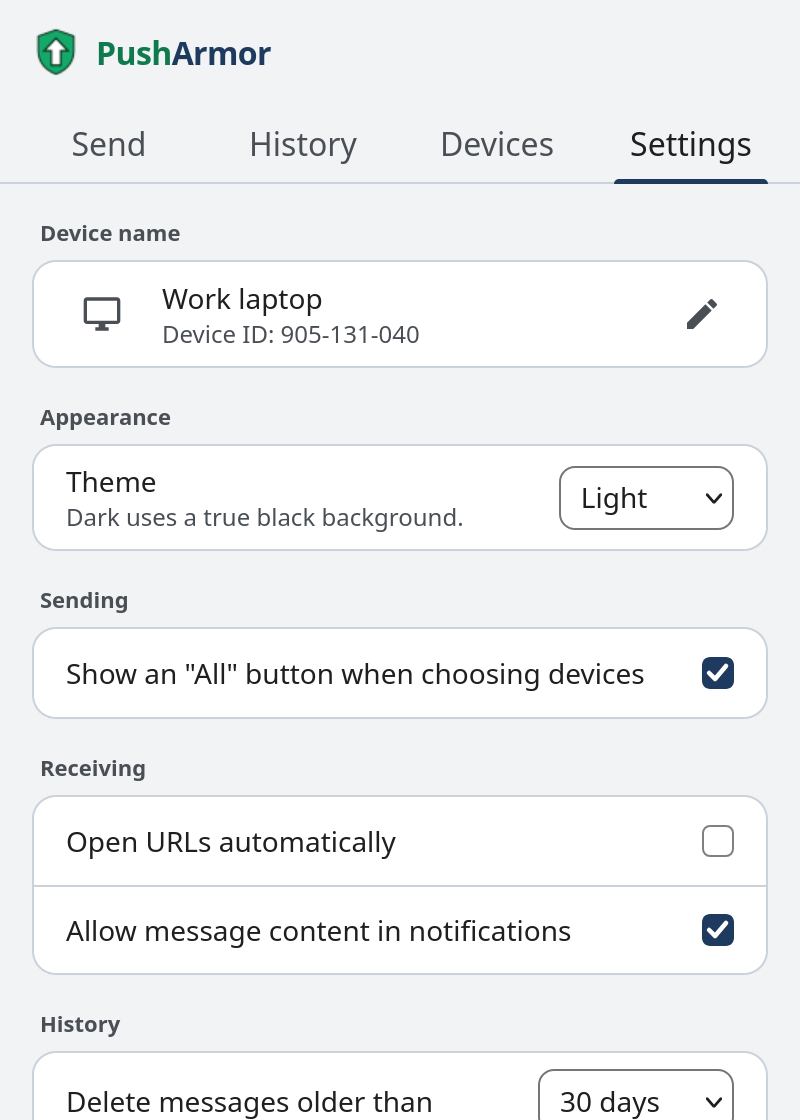 PushArmor
Send History Devices Settings
Device name
Work laptop
Device ID: 905-131-040
Appearance
Theme
Dark uses a true black background.
Light
Sending
Show an "All" button when choosing devices
Receiving
Open URLs automatically
Allow message content in notifications
History
Delete messages older than
30 days